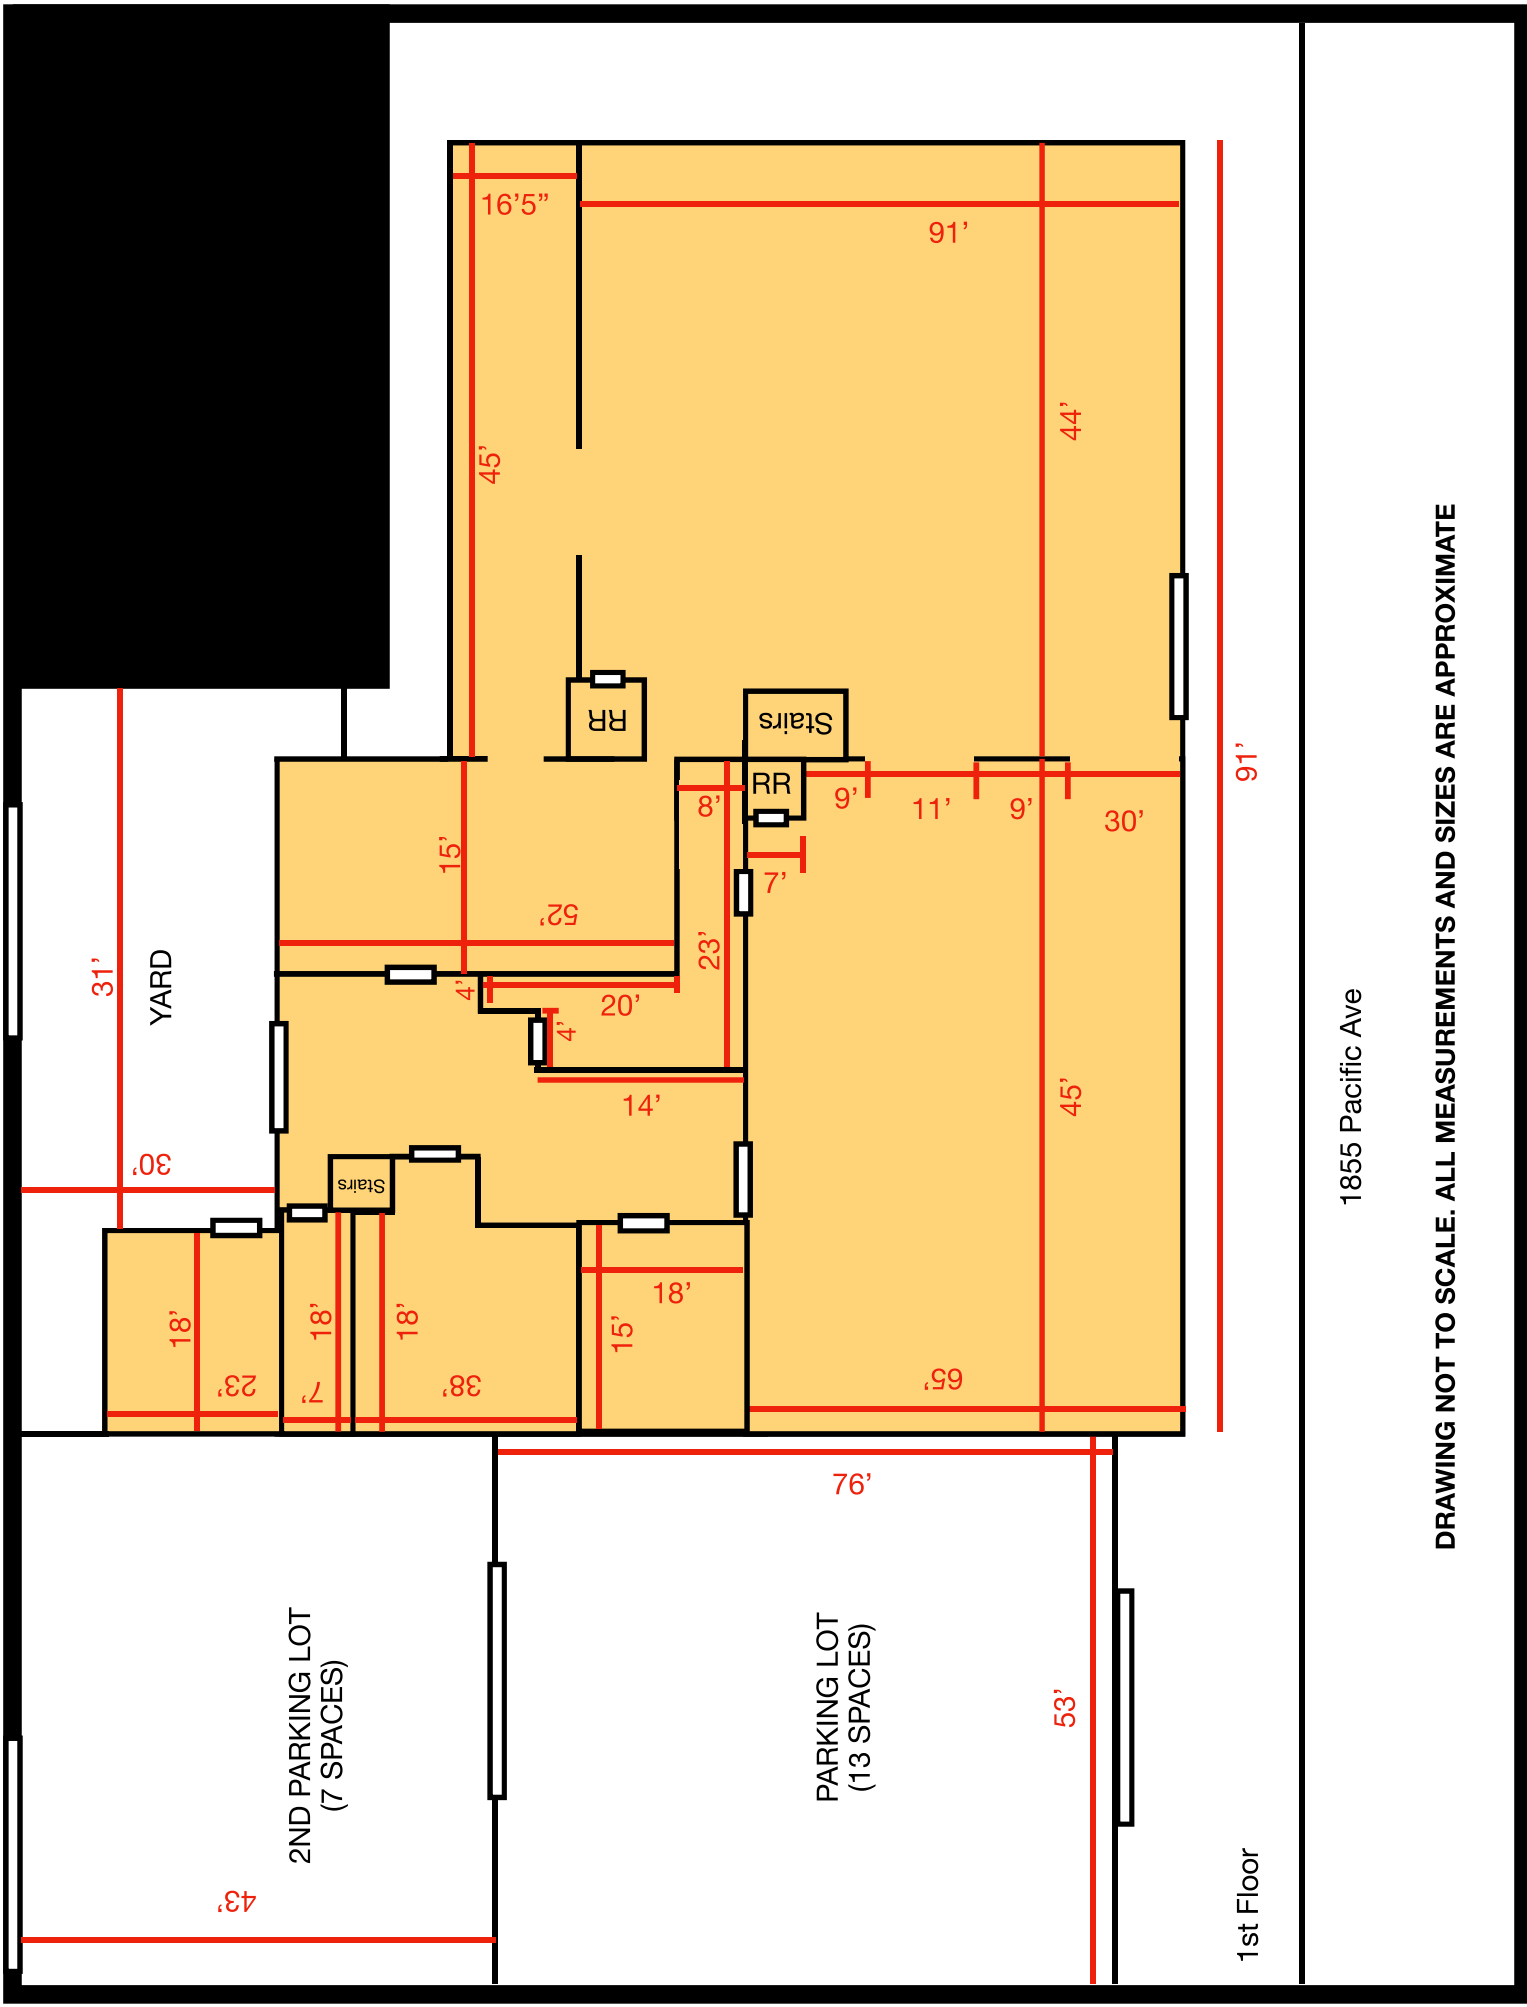 16’5”
91’
45’
44’
RR
Stairs
RR
8’
9’
11’
9’
30’
91’
7’
15’
52’
23’
31’
YARD
4’
20’
4’
14’
45’
30’
Stairs
18’
23’
18’
7’
18’
38’
18’
15’
65’
76’
2ND PARKING LOT
(7 SPACES)
PARKING LOT
(13 SPACES)
53’
43’
1st Floor
1855 Pacific Ave
DRAWING NOT TO SCALE. ALL MEASUREMENTS AND SIZES ARE APPROXIMATE